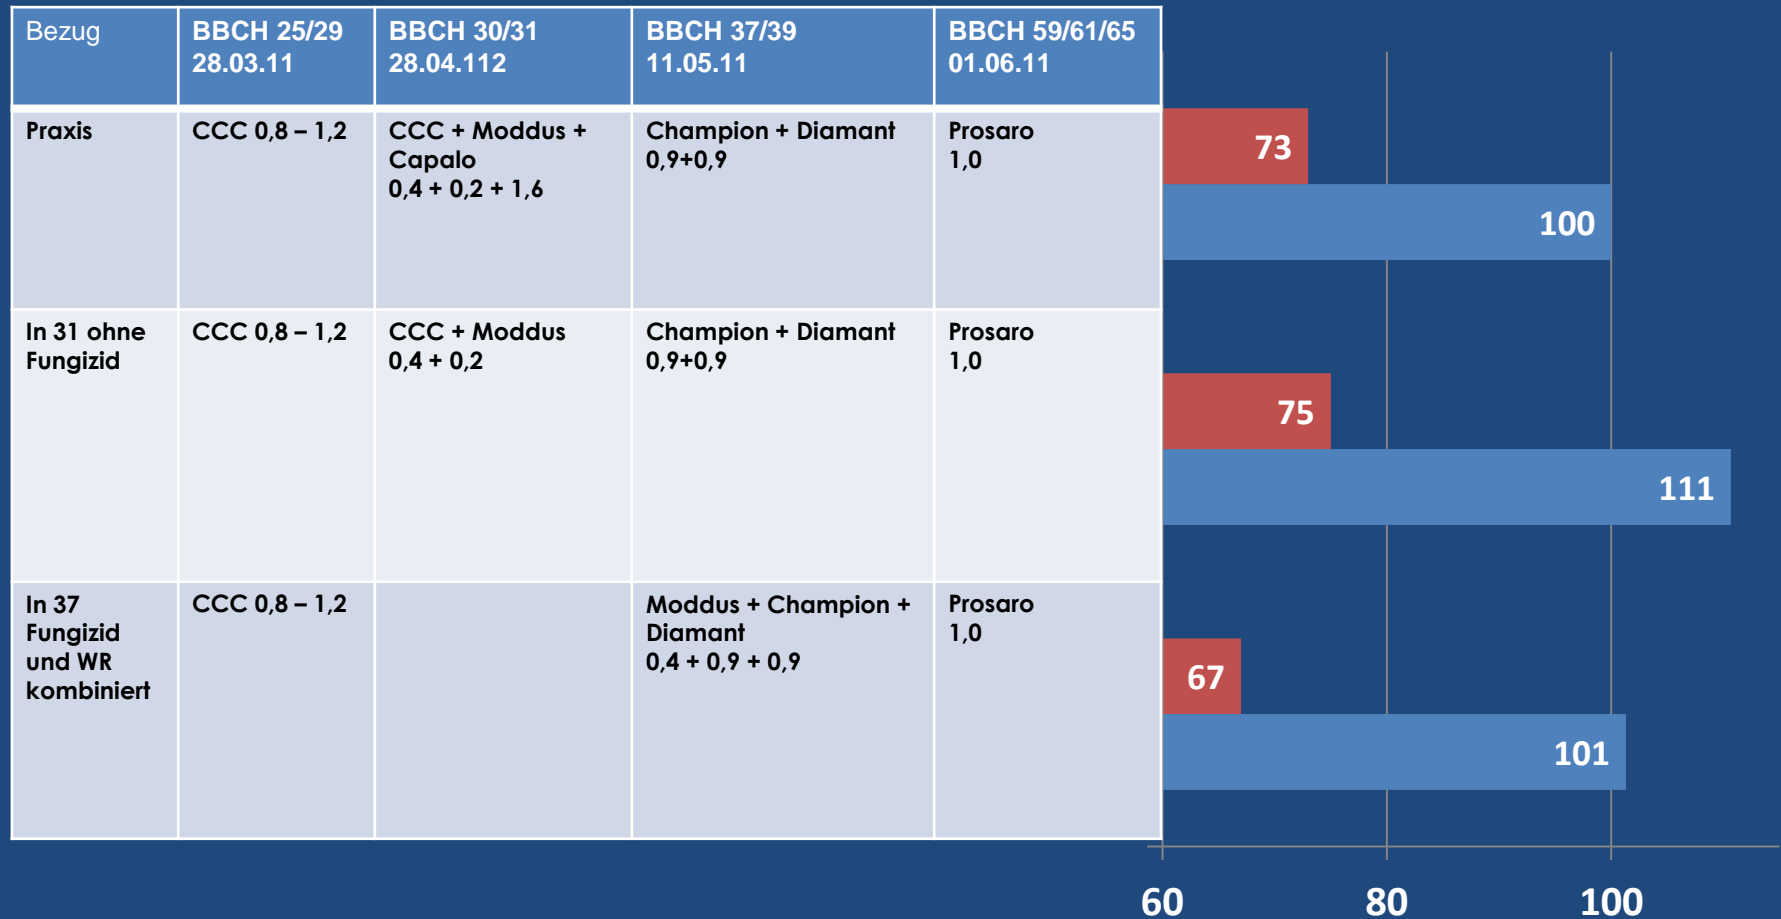 Bezug
BBCH 25/29
28.03.11
BBCH 30/31
28.04.112
BBCH 37/39
11.05.11
BBCH 59/61/65
01.06.11
Praxis
CCC 0,8 – 1,2
CCC + Moddus +
Capalo
0,4 + 0,2 + 1,6
Champion + Diamant
0,9+0,9
Prosaro
1,0
73
100
In 31 ohne
Fungizid
CCC 0,8 – 1,2
CCC + Moddus
0,4 + 0,2
Champion + Diamant
0,9+0,9
Prosaro
1,0
75
111
In 37
Fungizid
und WR
kombiniert
CCC 0,8 – 1,2
Moddus + Champion +
Diamant
0,4 + 0,9 + 0,9
Prosaro
1,0
67
101
60
80
100